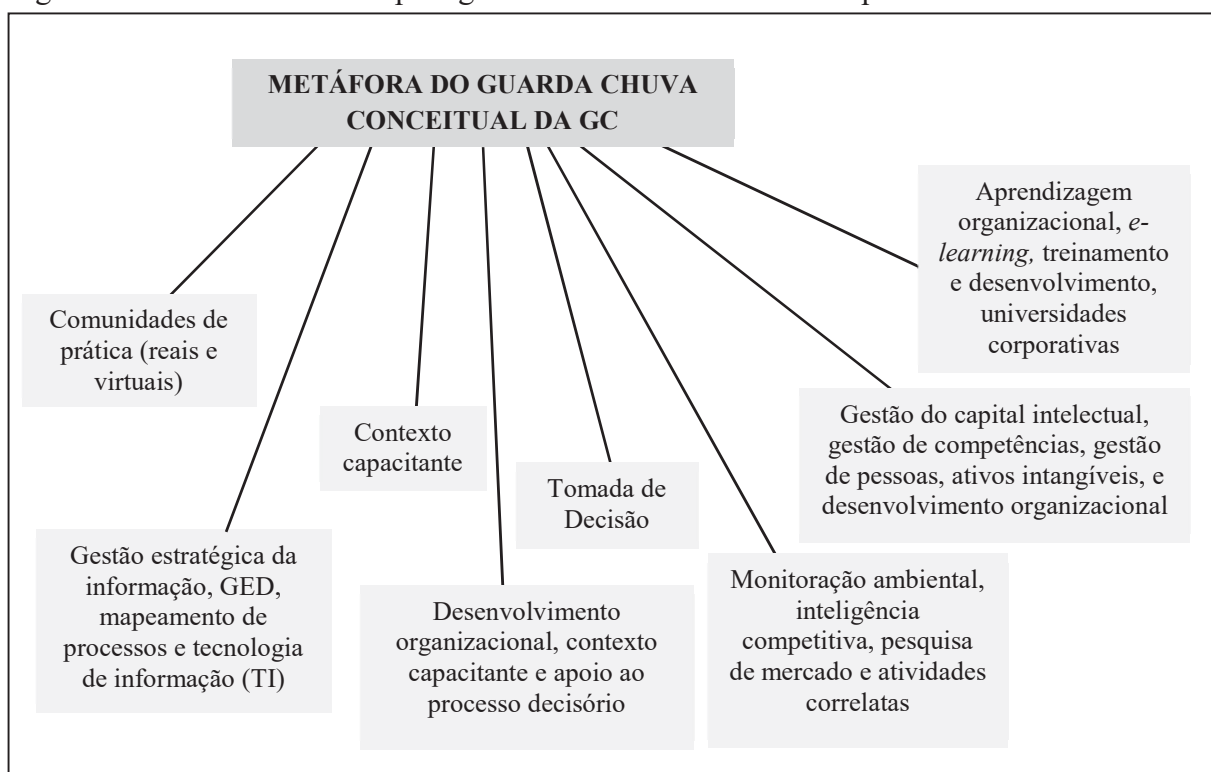 METÁFORA DO GUARDA CHUVA
CONCEITUAL DA GC
Aprendizagem
organizacional, e-
learning, treinamento
e desenvolvimento,
universidades
corporativas
Comunidades de
prática (reais e
virtuais)
Contexto
capacitante
Gestão do capital intelectual,
gestão de competências, gestão
de pessoas, ativos intangíveis, e
desenvolvimento organizacional
Tomada de
Decisão
Gestão estratégica da
informação, GED,
mapeamento de
processos e tecnologia
de informação (TI)
Desenvolvimento
organizacional, contexto
capacitante e apoio ao
processo decisório
Monitoração ambiental,
inteligência
competitiva, pesquisa
de mercado e atividades
correlatas